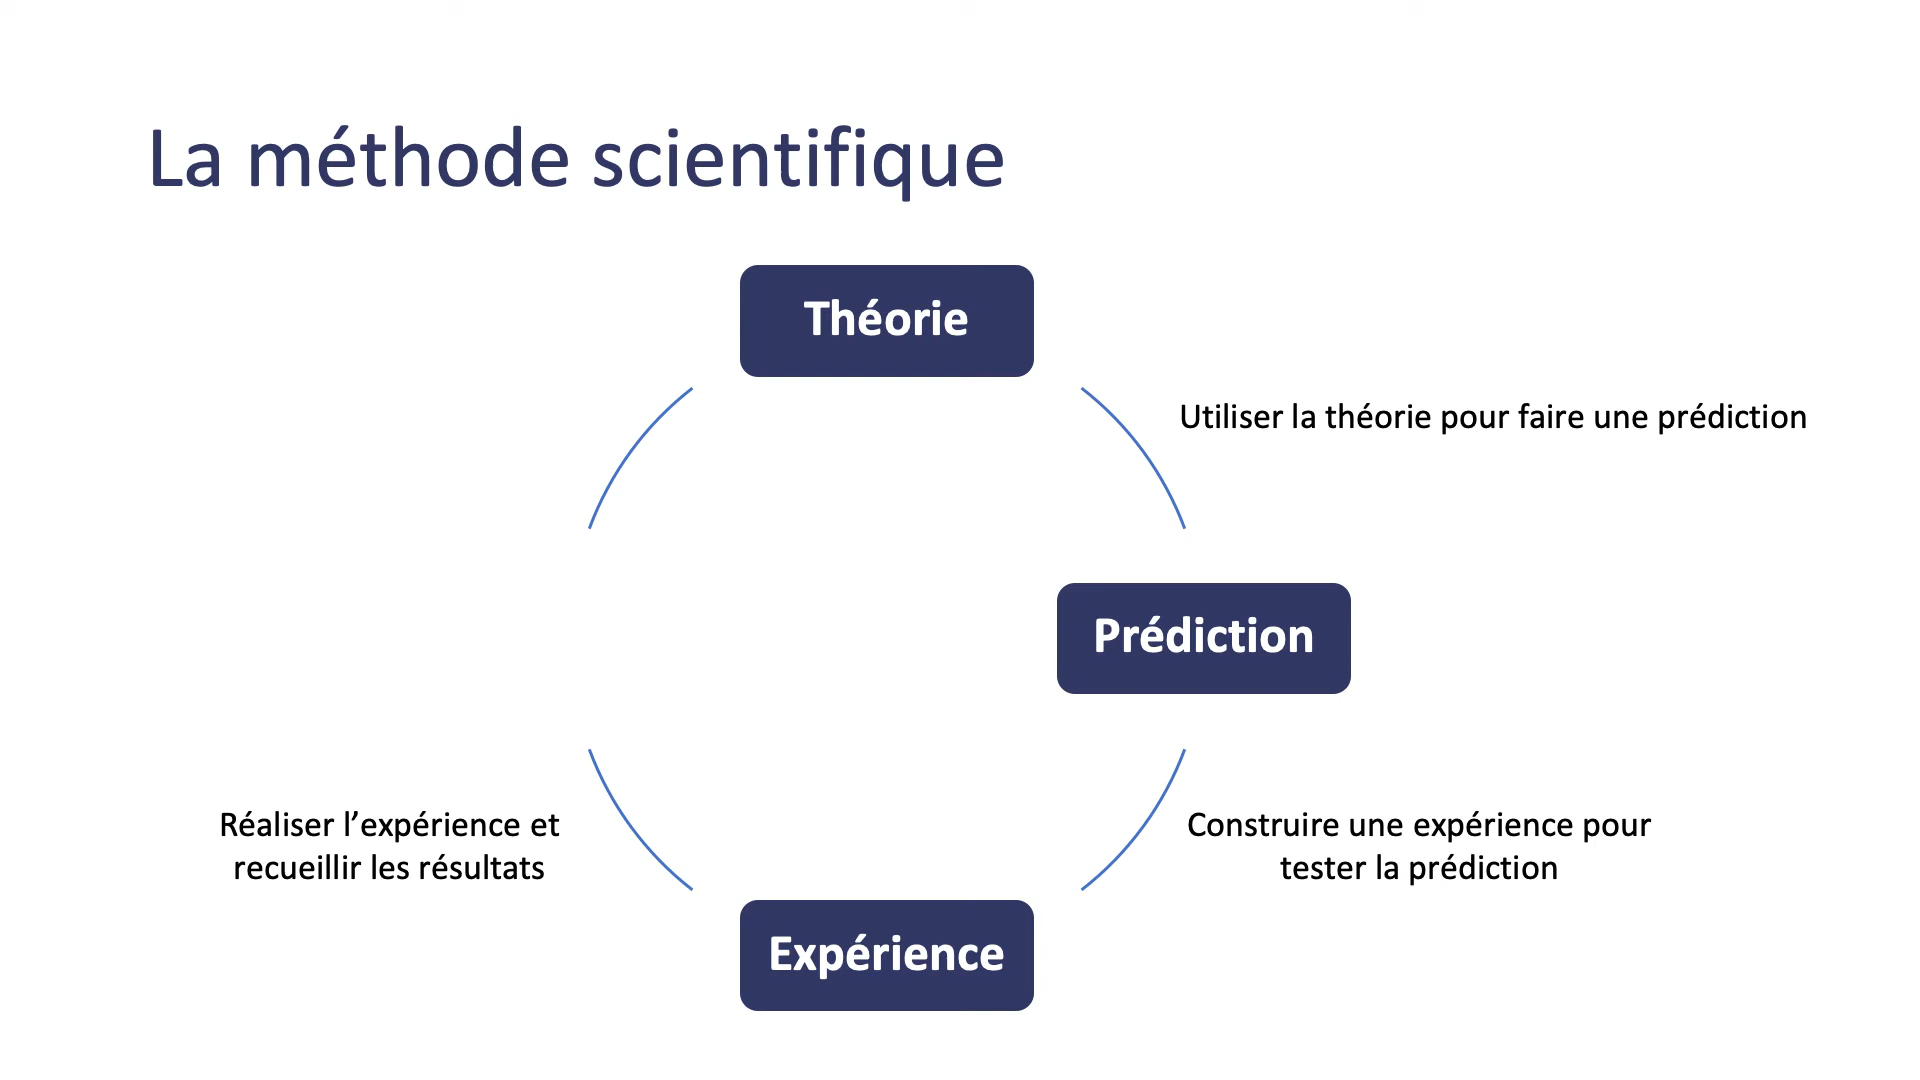 La méthode scientifique
Théorie
Utiliser la théorie pour faire une prédiction
Prédiction
Construire une expérience pour
tester la prédiction
Expérience
Réaliser l’expérience et
recueillir les résultats